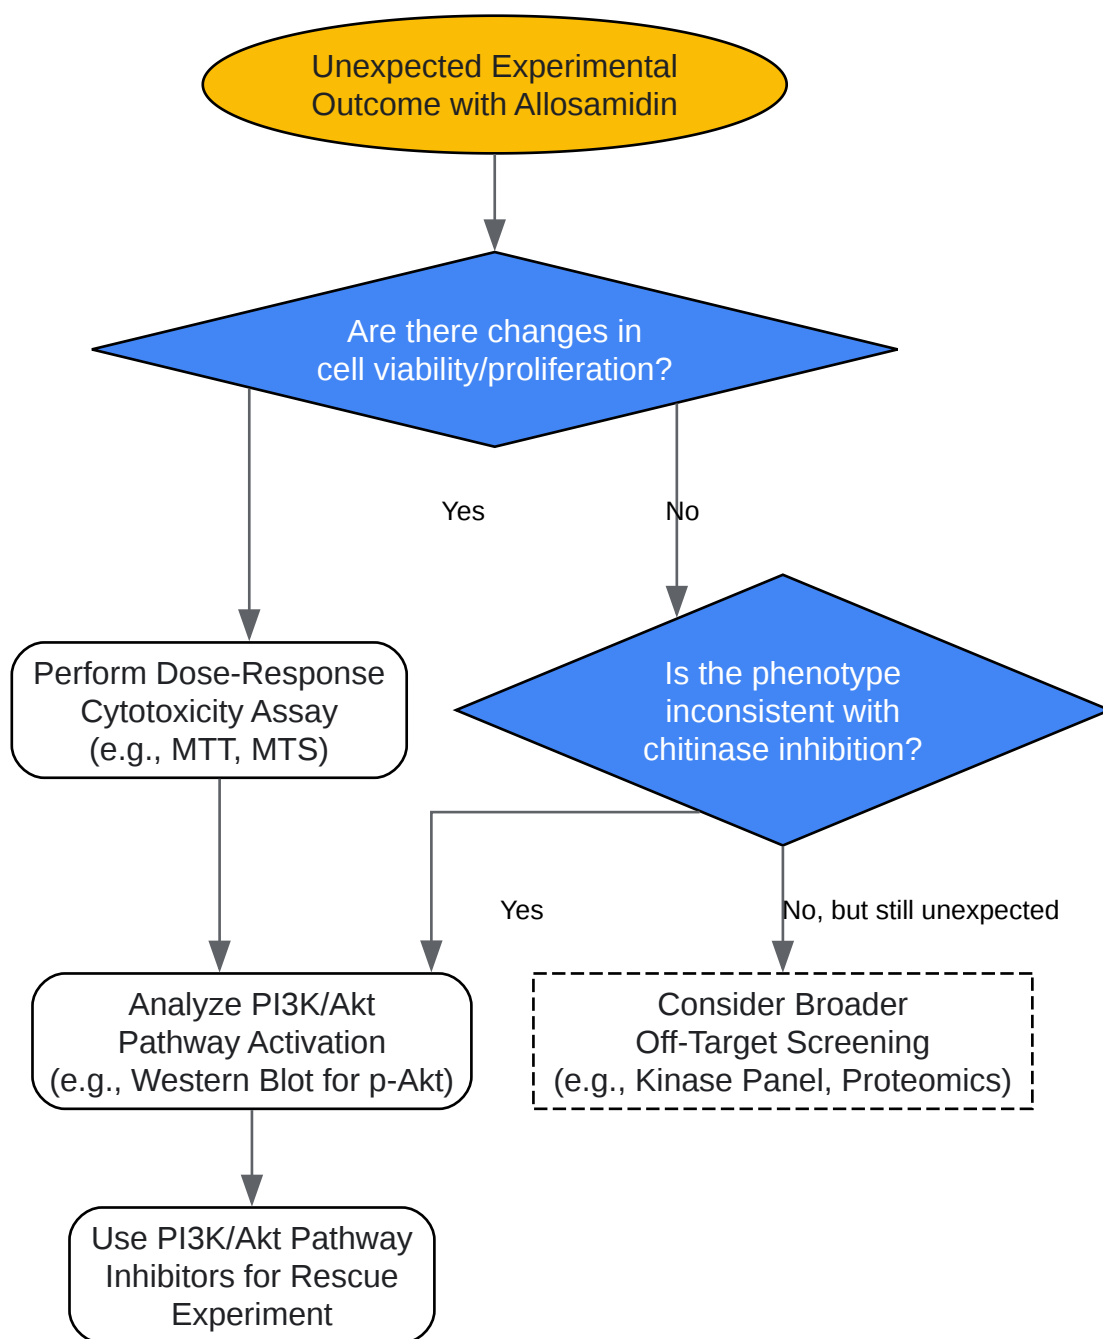 Unexpected Experimental
Outcome with Allosamidin
Are there changes in
cell viability/proliferation?
Yes
No
Perform Dose-Response
Cytotoxicity Assay
(e.g., MTT, MTS)
Is the phenotype
inconsistent with
chitinase inhibition?
Yes
No, but still unexpected
Analyze PI3K/Akt
Pathway Activation
(e.g., Western Blot for p-Akt)
Consider Broader
Off-Target Screening
(e.g., Kinase Panel, Proteomics)
Use PI3K/Akt Pathway
Inhibitors for Rescue
Experiment